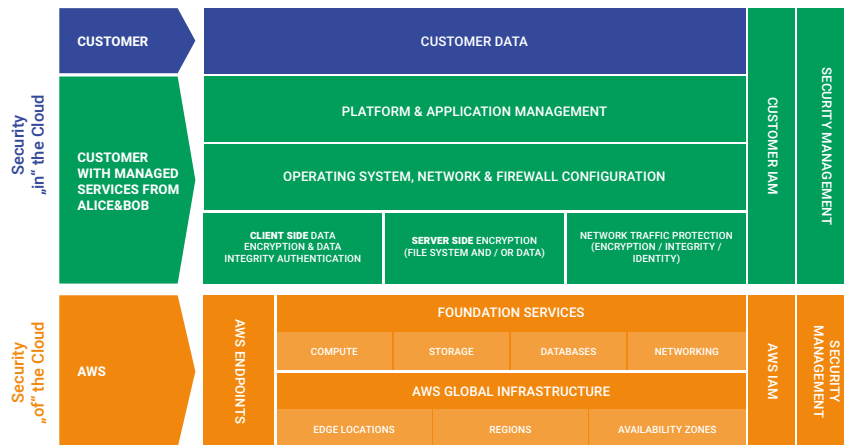 Security
„in“ the Cloud
CUSTOMER
CUSTOMER DATA
CUSTOMER
WITH MANAGED
SERVICES FROM
ALICE&BOB
PLATFORM & APPLICATION MANAGEMENT
OPERATING SYSTEM, NETWORK & FIREWALL CONFIGURATION
CLIENT SIDE DATA
ENCRYPTION & DATA
INTEGRITY AUTHENTICATION
SERVER SIDE ENCRYPTION
(FILE SYSTEM AND / OR DATA)
NETWORK TRAFFIC PROTECTION
(ENCRYPTION / INTEGRITY /
IDENTITY)
CUSTOMER IAM
SECURITY MANAGEMENT
Security
„of“ the Cloud
AWS
AWS ENDPOINTS
FOUNDATION SERVICES
COMPUTE
STORAGE
DATABASES
NETWORKING
AWS GLOBAL INFRASTRUCTURE
EDGE LOCATIONS
REGIONS
AVAILABILITY ZONES
AWS IAM
SECURITY
MANAGEMENT